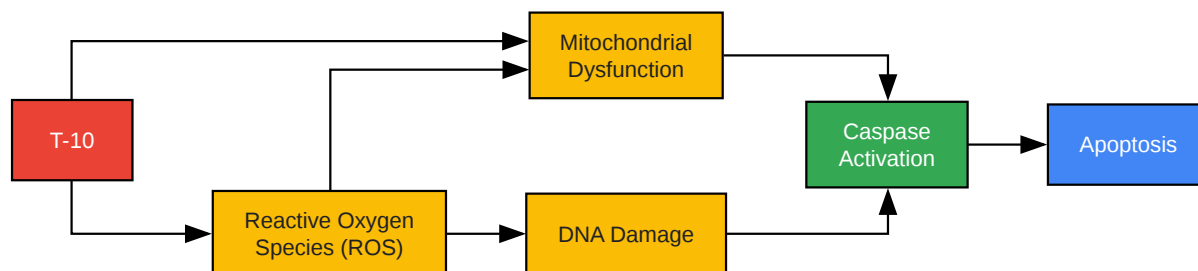 Mitochondrial
Dysfunction
T-10
Caspase
Activation
Apoptosis
Reactive Oxygen
Species (ROS)
DNA Damage